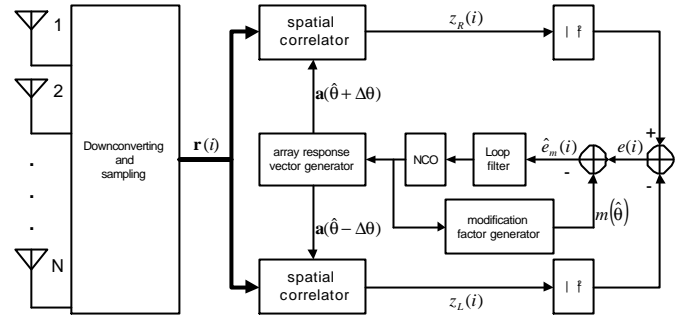 1
2
.
.
.
N
Downconverting
and
sampling
r(i)
spatial
correlator
z_R(i)
| |²
a(θ̂ + Δθ)
array response
vector generator
NCO
Loop
filter
ê_m(i)
-
e(i)
+
-
modification
factor generator
m(θ̂)
a(θ̂ − Δθ)
spatial
correlator
z_L(i)
| |²